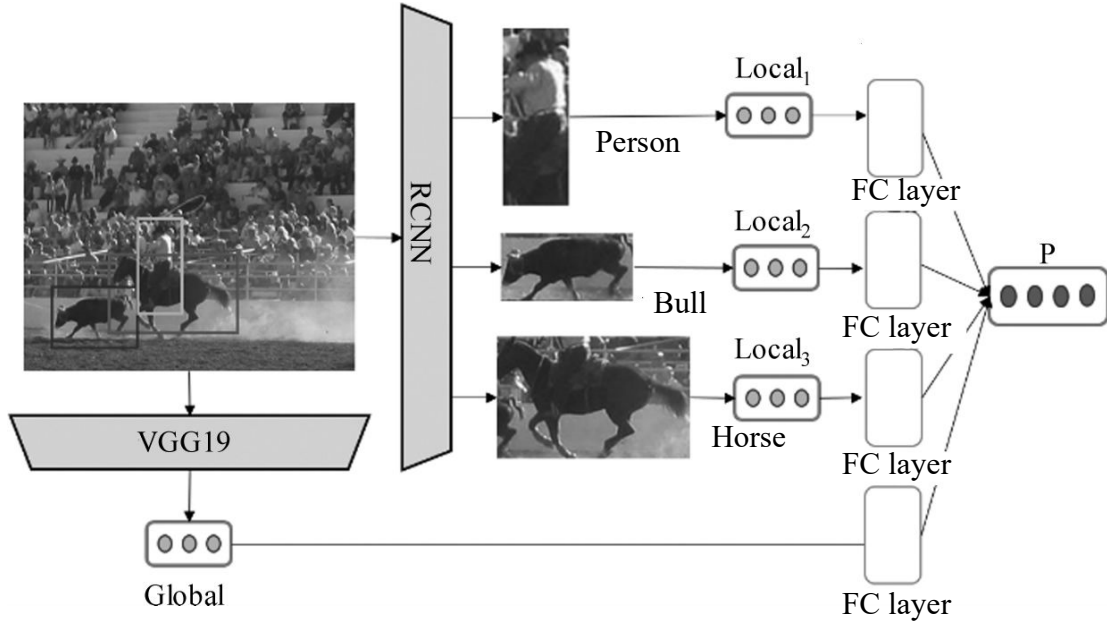 Local1
Person
FC layer
RCNN
Local2
Bull
FC layer
P
Local3
Horse
FC layer
VGG19
Global
FC layer